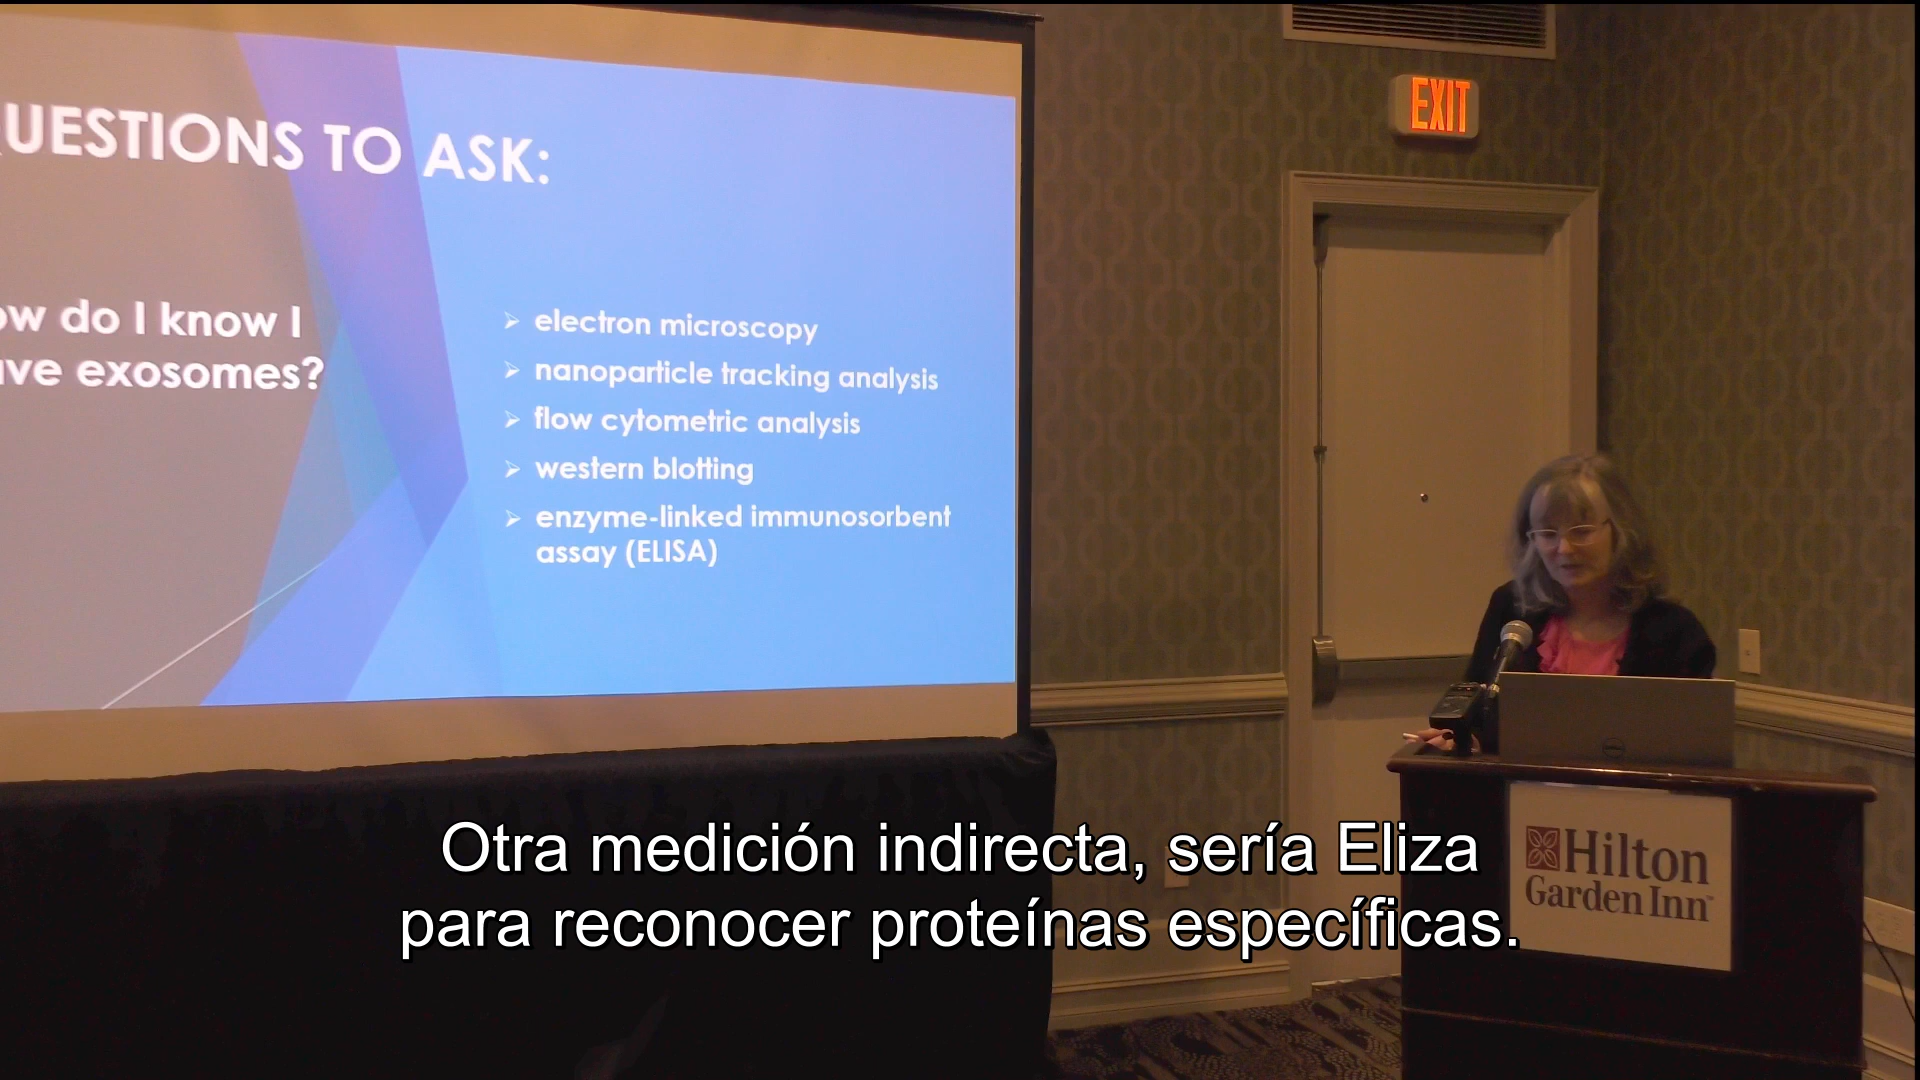 UESTIONS TO ASK:
ow do I know I
ve exosomes?
electron microscopy
nanoparticle tracking analysis
flow cytometric analysis
western blotting
enzyme-linked immunosorbent
assay (ELISA)
EXIT
Hilton
Garden Inn™
Otra medición indirecta, sería Eliza
para reconocer proteínas específicas.